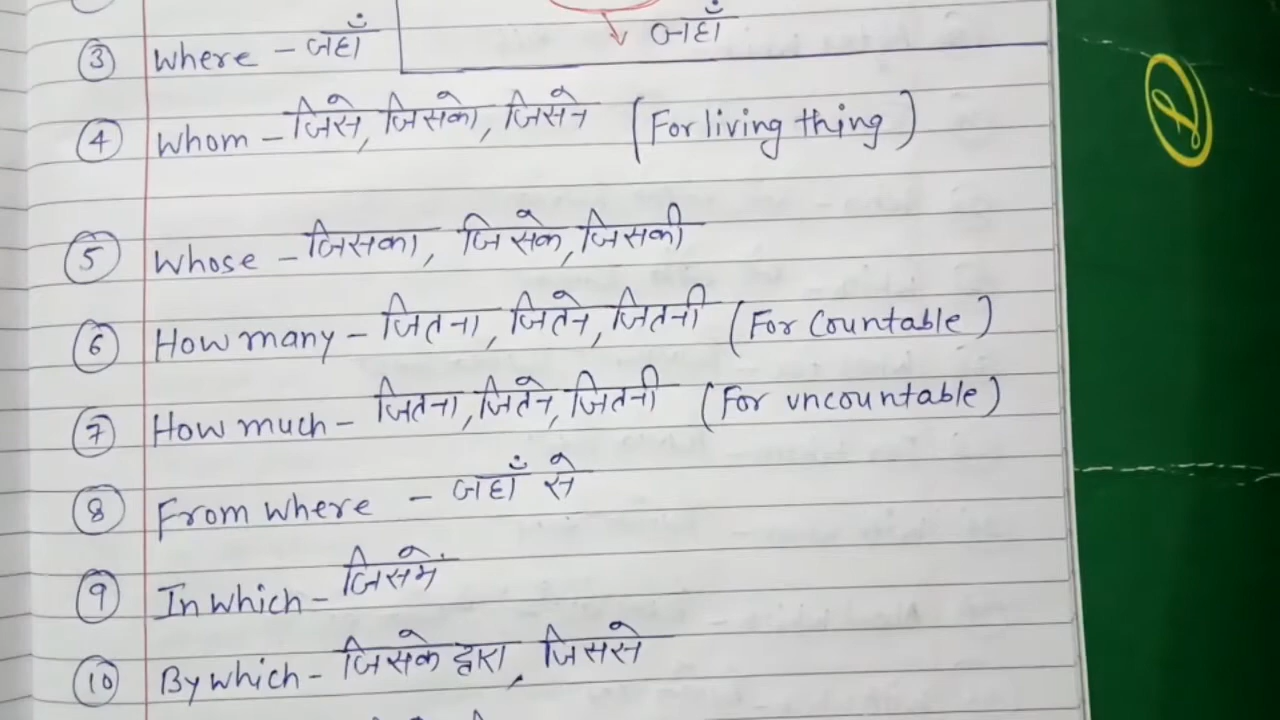 जहाँ
③ Where - जहाँ
④ Whom - जिसे, जिसको, जिसने (For living thing)
⑤ Whose - जिसका, जिसके, जिसकी
⑥ How many - जितना, जितने, जितनी (For Countable)
⑦ How much - जितना, जितने, जितनी (For uncountable)
⑧ From where - जहाँ से
⑨ In which - जिसमें
⑩ By which - जिसके द्वारा, जिससे